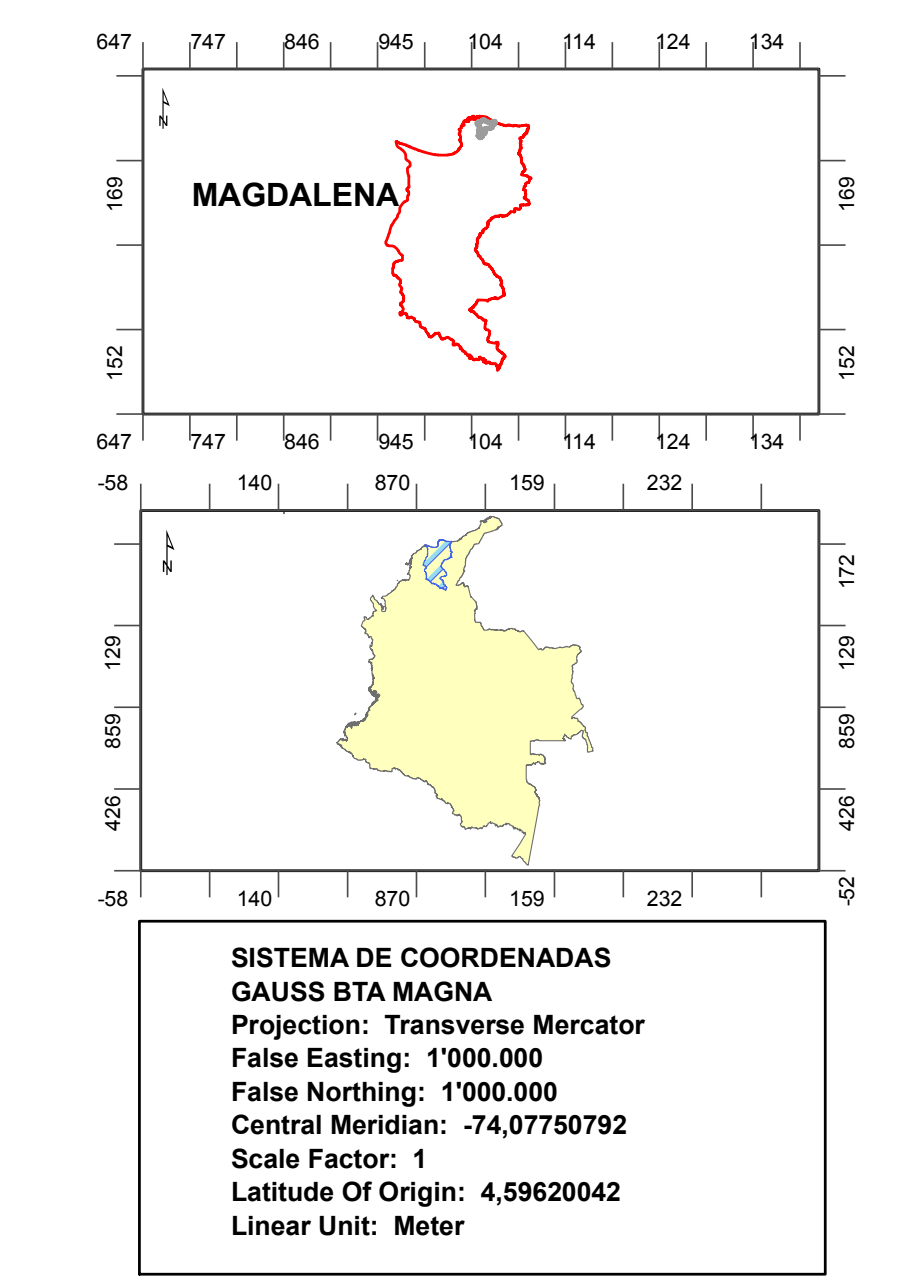 647 747 846 945 104 114 124 134
N
MAGDALENA
169 169
152 152
647 747 846 945 104 114 124 134
-58 140 870 159 232
N
172
129 129
859 859
426 426
-52
-58 140 870 159 232
SISTEMA DE COORDENADAS
GAUSS BTA MAGNA
Projection: Transverse Mercator
False Easting: 1'000.000
False Northing: 1'000.000
Central Meridian: -74,07750792
Scale Factor: 1
Latitude Of Origin: 4,59620042
Linear Unit: Meter